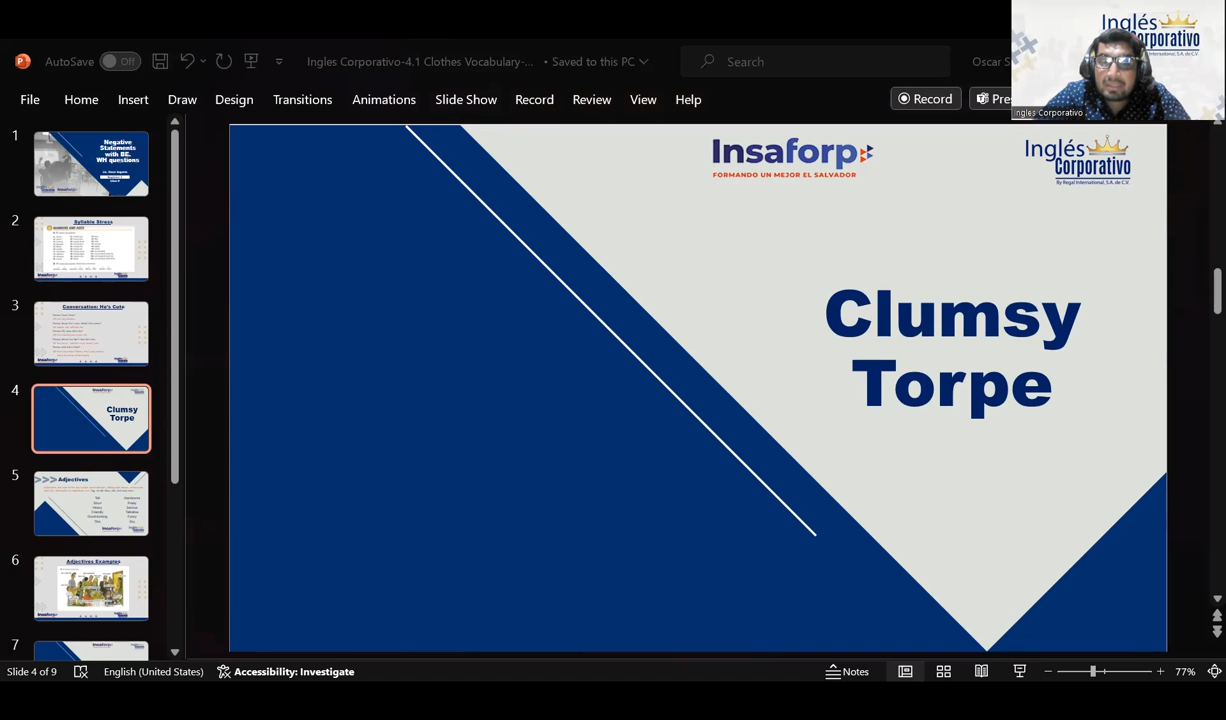 Inglés
Corporativo
By Regal International, S.A. de C.V.
Ingles Corporativo
AutoSave
Off
Ingles Corporativo-4.1 Clothes Vocabulary-... • Saved to this PC
Search
Oscar S
File Home Insert Draw Design Transitions Animations Slide Show Record Review View Help
Record
Pre
1
Negative
Statements
with BE.
WH questions
2
Syllable Stress
3
Conversation: He's Cute
4
Clumsy
Torpe
5
Adjectives
6
Adjectives Examples
7
Insaforp
FORMANDO UN MEJOR EL SALVADOR
Inglés
Corporativo
By Regal International, S.A. de C.V.
Clumsy
Torpe
Slide 4 of 9
English (United States)
Accessibility: Investigate
Notes
77%